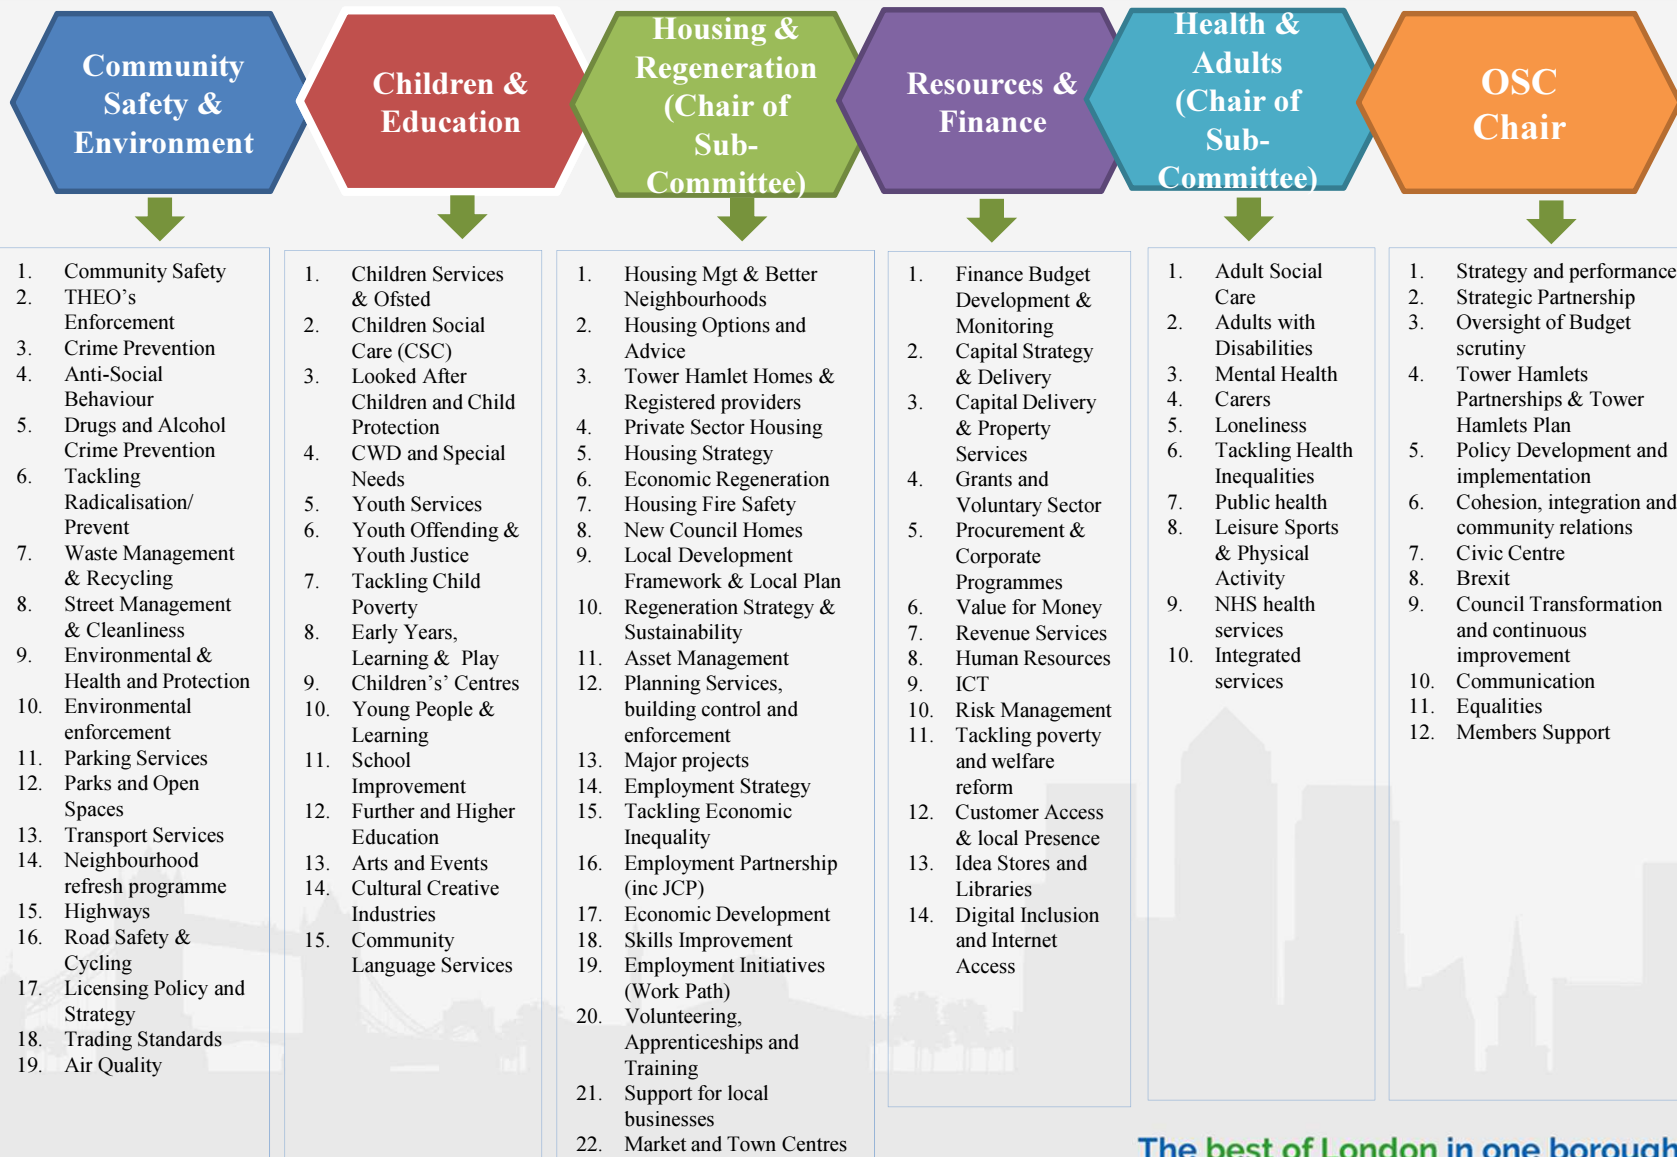 Community
Safety &
Environment
Children &
Education
Housing &
Regeneration
(Chair of
Sub-
Committee)
Resources &
Finance
Health &
Adults
(Chair of
Sub-
Committee)
OSC
Chair
1. Community Safety
2. THEO's
Enforcement
3. Crime Prevention
4. Anti-Social
Behaviour
5. Drugs and Alcohol
Crime Prevention
6. Tackling
Radicalisation/
Prevent
7. Waste Management
& Recycling
8. Street Management
& Cleanliness
9. Environmental &
Health and Protection
10. Environmental
enforcement
11. Parking Services
12. Parks and Open
Spaces
13. Transport Services
14. Neighbourhood
refresh programme
15. Highways
16. Road Safety &
Cycling
17. Licensing Policy and
Strategy
18. Trading Standards
19. Air Quality
1. Children Services
& Ofsted
2. Children Social
Care (CSC)
3. Looked After
Children and Child
Protection
4. CWD and Special
Needs
5. Youth Services
6. Youth Offending &
Youth Justice
7. Tackling Child
Poverty
8. Early Years,
Learning & Play
9. Children's' Centres
10. Young People &
Learning
11. School
Improvement
12. Further and Higher
Education
13. Arts and Events
14. Cultural Creative
Industries
15. Community
Language Services
1. Housing Mgt & Better
Neighbourhoods
2. Housing Options and
Advice
3. Tower Hamlet Homes &
Registered providers
4. Private Sector Housing
5. Housing Strategy
6. Economic Regeneration
7. Housing Fire Safety
8. New Council Homes
9. Local Development
Framework & Local Plan
10. Regeneration Strategy &
Sustainability
11. Asset Management
12. Planning Services,
building control and
enforcement
13. Major projects
14. Employment Strategy
15. Tackling Economic
Inequality
16. Employment Partnership
(inc JCP)
17. Economic Development
18. Skills Improvement
19. Employment Initiatives
(Work Path)
20. Volunteering,
Apprenticeships and
Training
21. Support for local
businesses
22. Market and Town Centres
1. Finance Budget
Development &
Monitoring
2. Capital Strategy
& Delivery
3. Capital Delivery
& Property
Services
4. Grants and
Voluntary Sector
5. Procurement &
Corporate
Programmes
6. Value for Money
7. Revenue Services
8. Human Resources
9. ICT
10. Risk Management
11. Tackling poverty
and welfare
reform
12. Customer Access
& local Presence
13. Idea Stores and
Libraries
14. Digital Inclusion
and Internet
Access
1. Adult Social
Care
2. Adults with
Disabilities
3. Mental Health
4. Carers
5. Loneliness
6. Tackling Health
Inequalities
7. Public health
8. Leisure Sports
& Physical
Activity
9. NHS health
services
10. Integrated
services
1. Strategy and performance
2. Strategic Partnership
3. Oversight of Budget
scrutiny
4. Tower Hamlets
Partnerships & Tower
Hamlets Plan
5. Policy Development and
implementation
6. Cohesion, integration and
community relations
7. Civic Centre
8. Brexit
9. Council Transformation
and continuous
improvement
10. Communication
11. Equalities
12. Members Support
The best of London in one borough